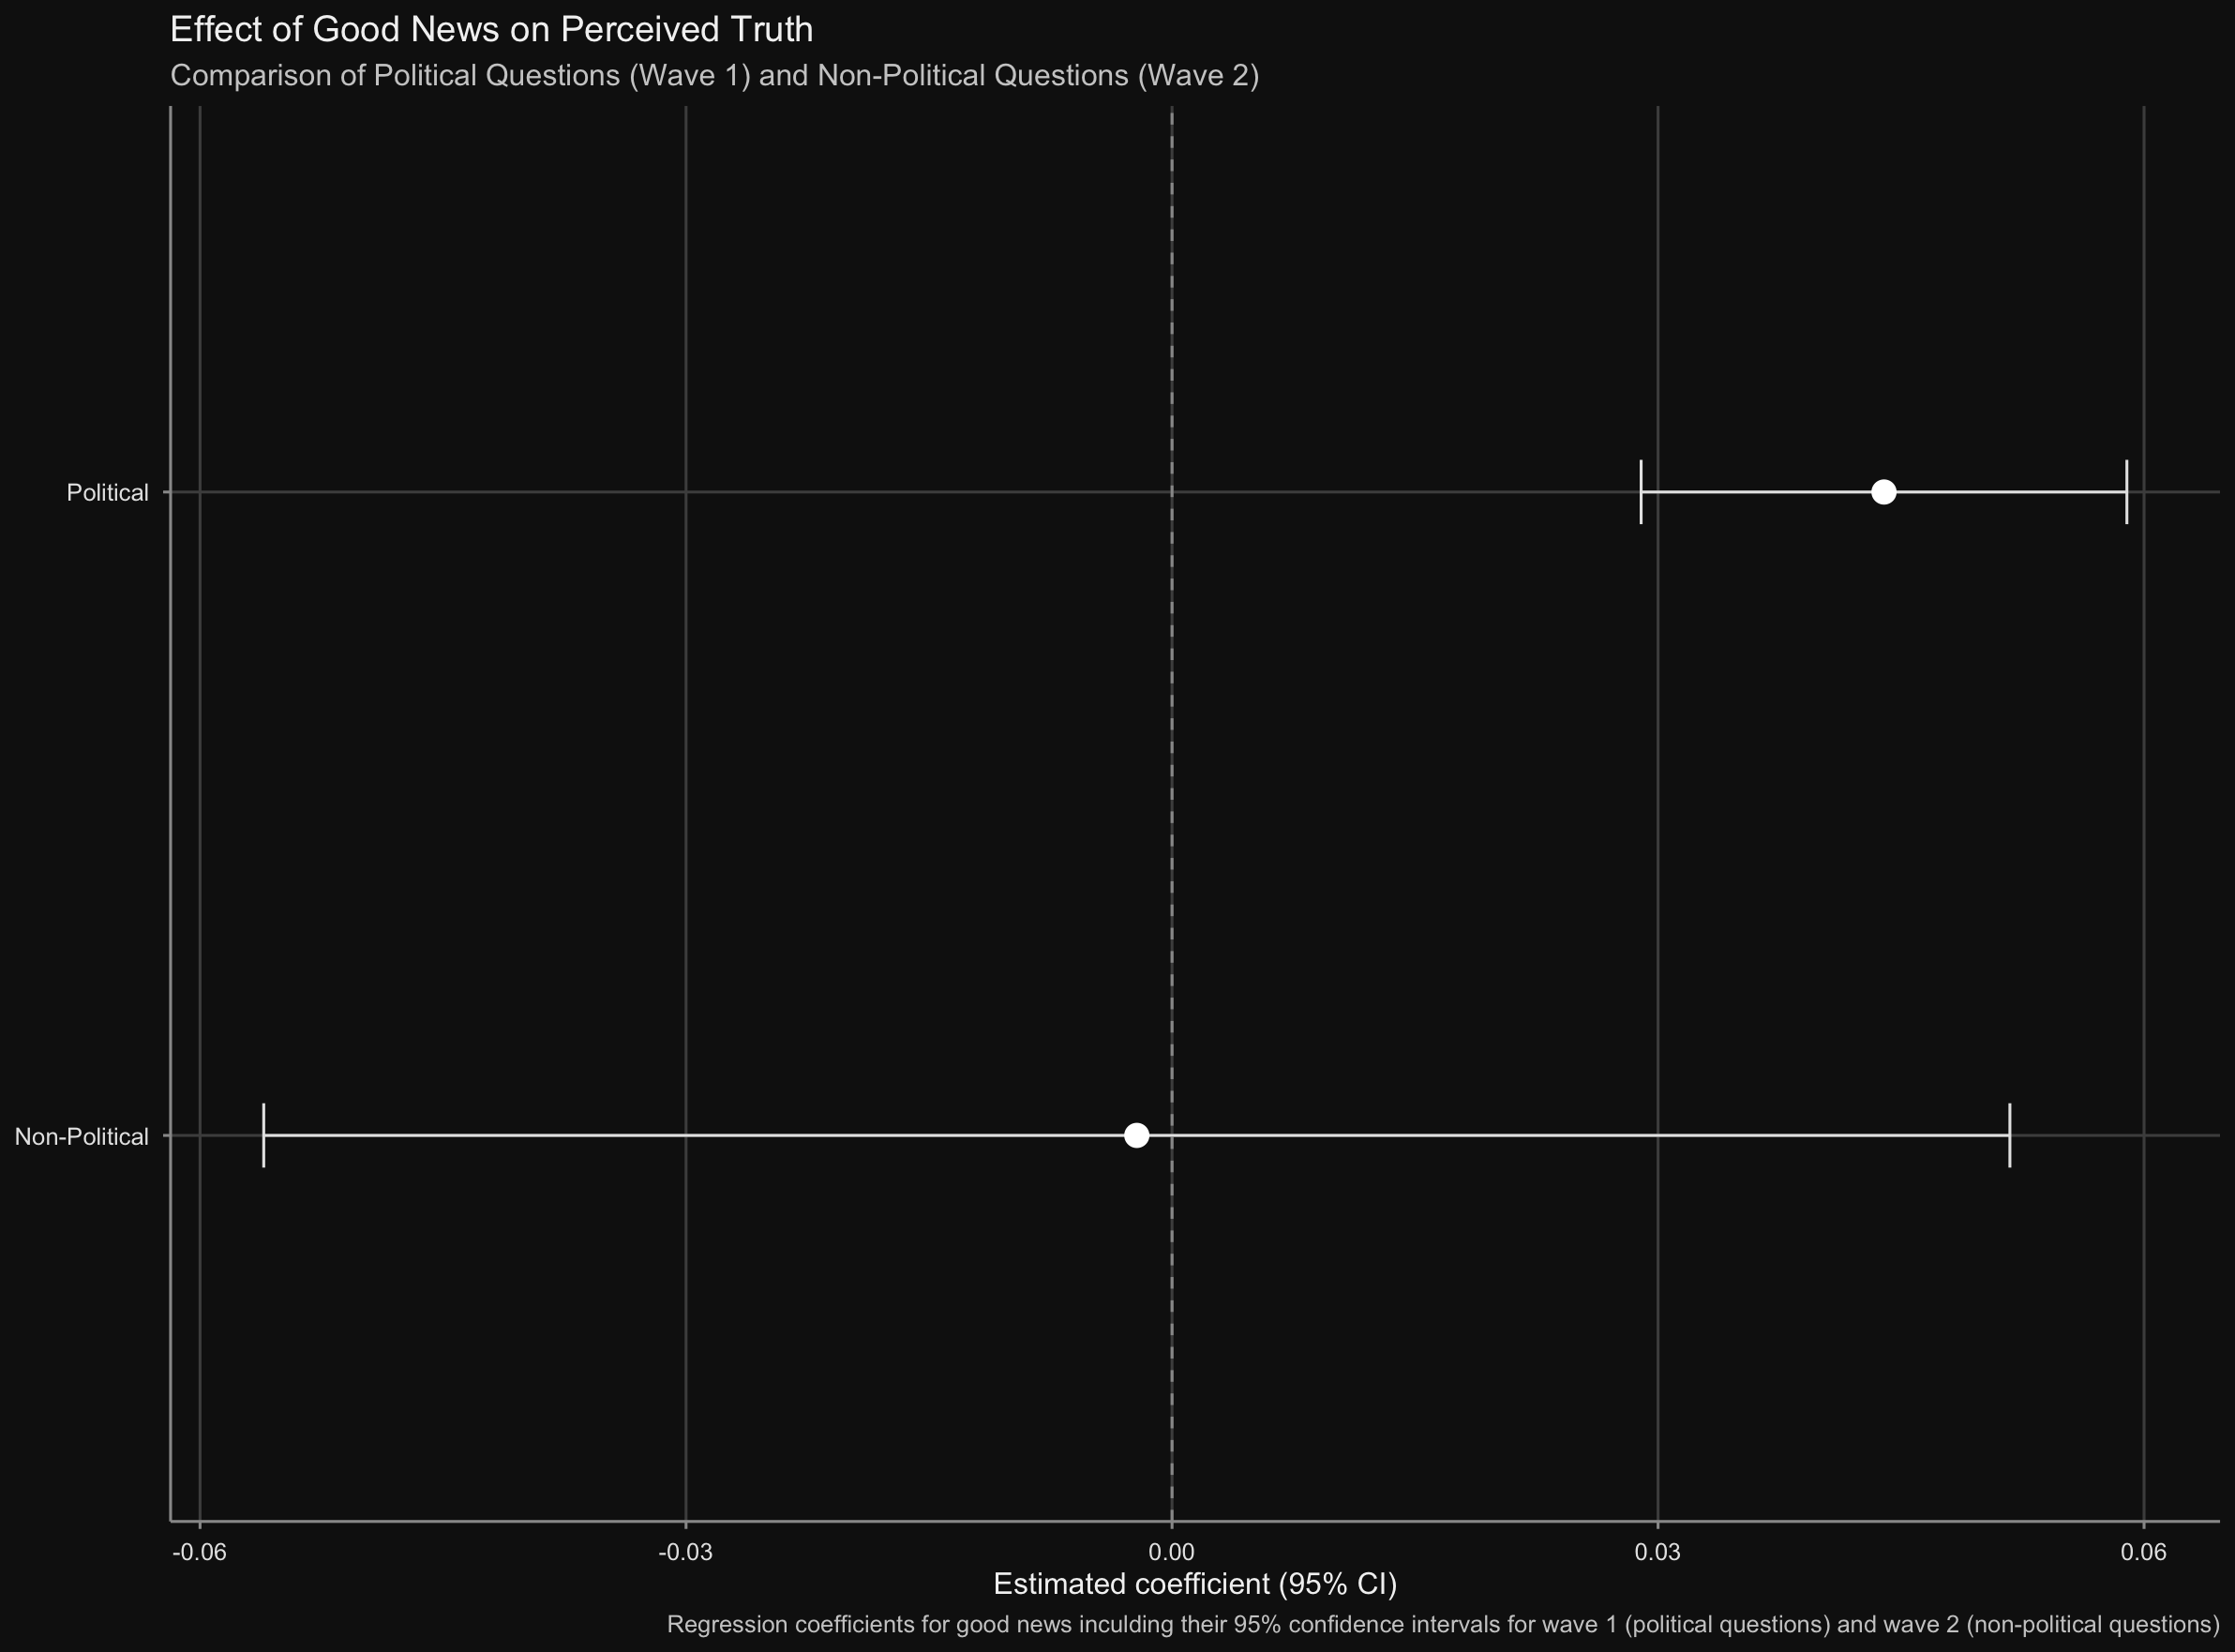 Effect of Good News on Perceived Truth
Comparison of Political Questions (Wave 1) and Non-Political Questions (Wave 2)
Political
Non-Political
-0.06
-0.03
0.00
0.03
0.06
Estimated coefficient (95% CI)
Regression coefficients for good news inculding their 95% confidence intervals for wave 1 (political questions) and wave 2 (non-political questions)